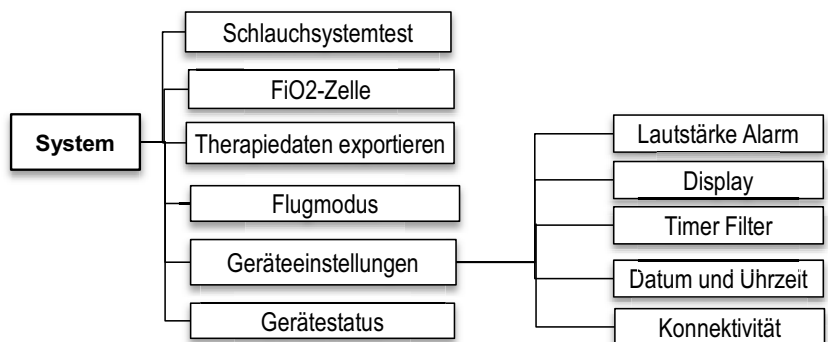 System
Schlauchsystemtest
FiO2-Zelle
Therapiedaten exportieren
Flugmodus
Geräteeinstellungen
Gerätestatus
Lautstärke Alarm
Display
Timer Filter
Datum und Uhrzeit
Konnektivität